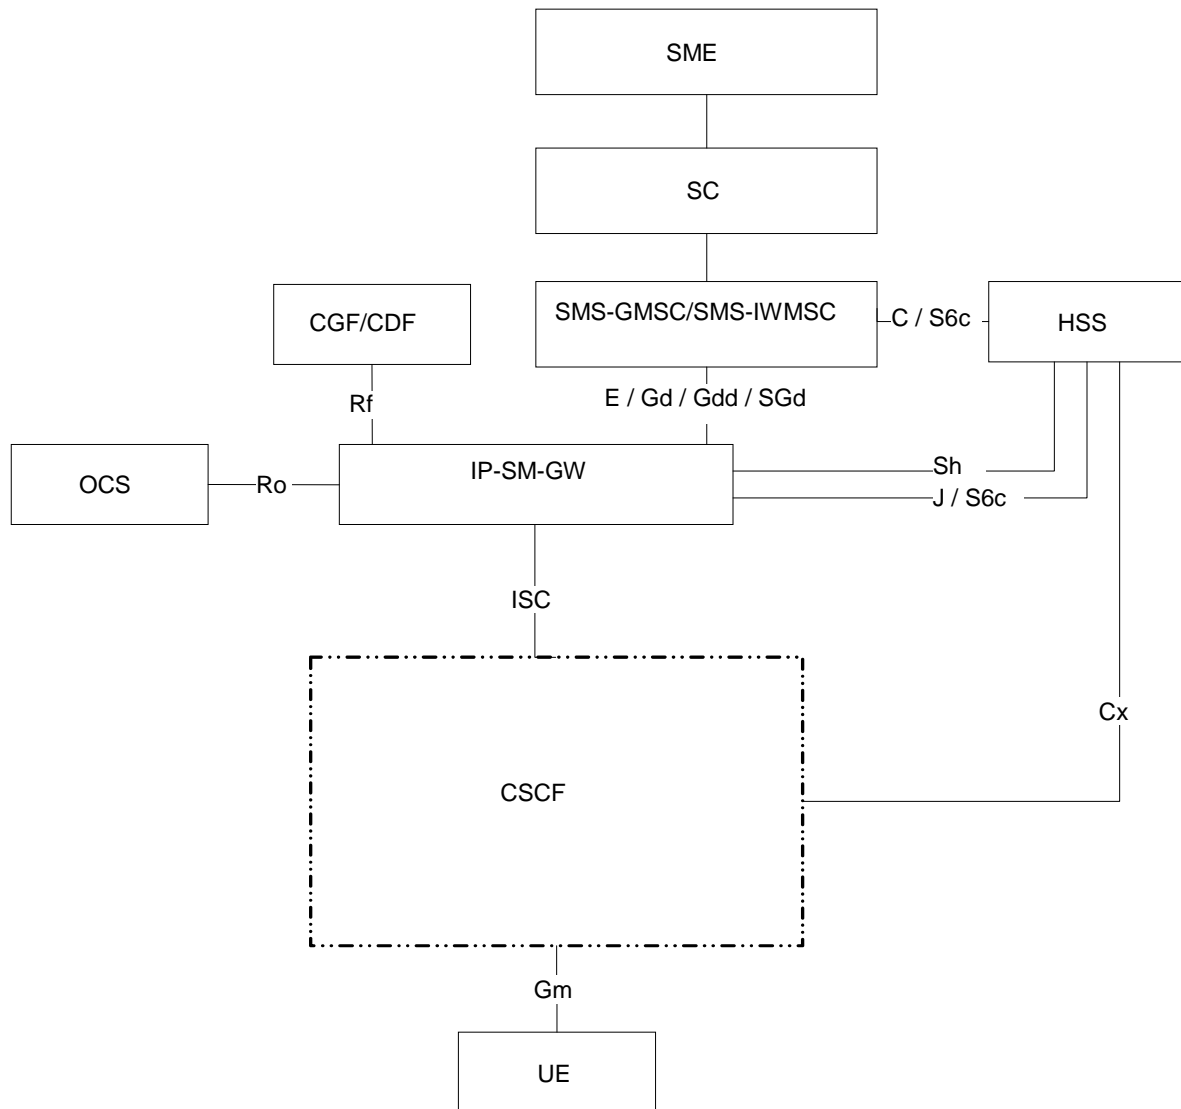 SME
SC
SMS-GMSC/SMS-IWMSC
C / S6c
HSS
CGF/CDF
Rf
E / Gd / Gdd / SGd
OCS
Ro
IP-SM-GW
Sh
J / S6c
ISC
Cx
CSCF
Gm
UE